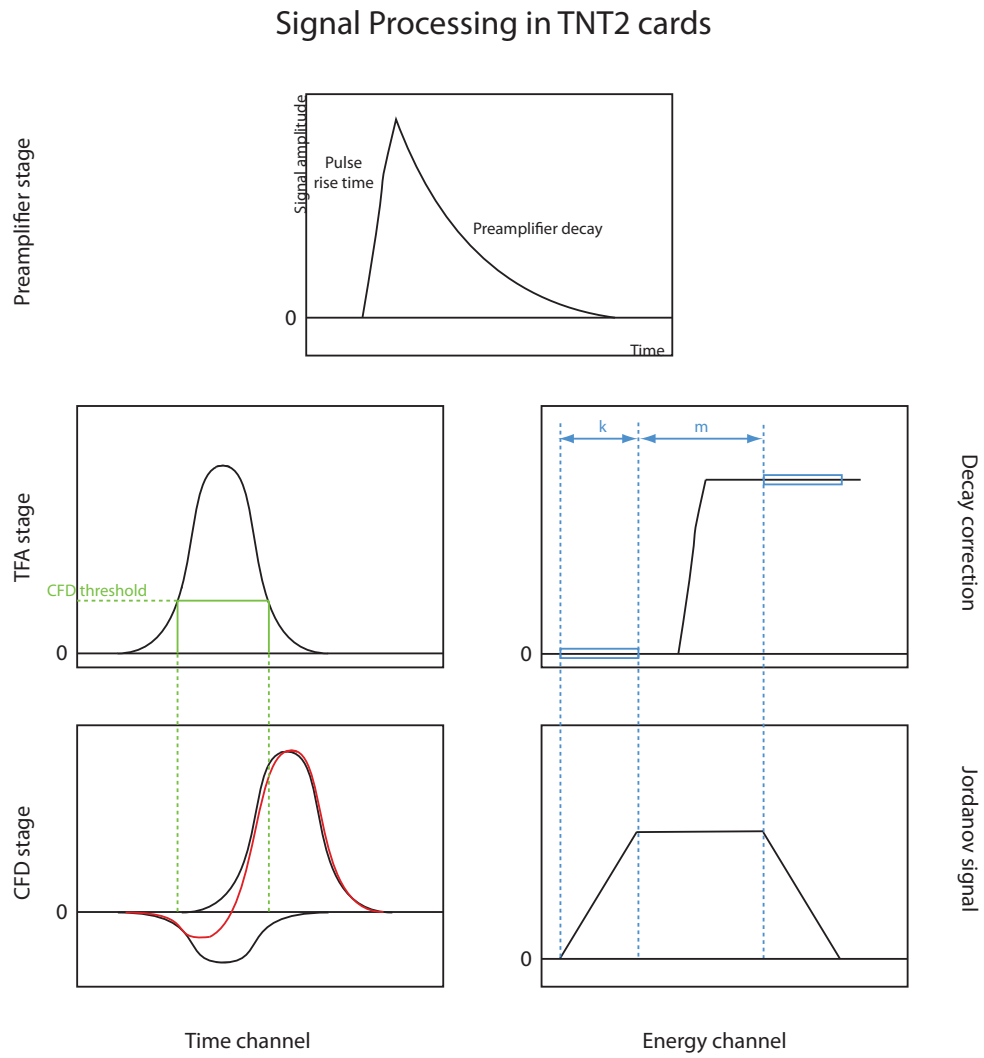 Signal Processing in TNT2 cards
Preamplifier stage
Signal amplitude
Pulse
rise time
Preamplifier decay
0
Time
TFA stage
CFD threshold
0
k
m
0
Decay correction
CFD stage
0
0
Jordanov signal
Time channel
Energy channel